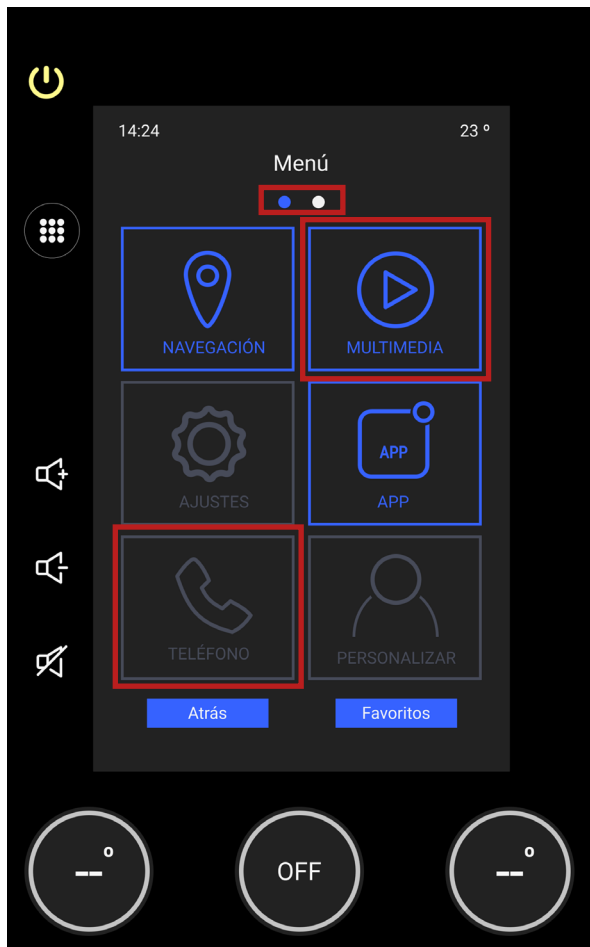 14:24 23 º
Menú
NAVEGACIÓN MULTIMEDIA
APP
AJUSTES APP
TELÉFONO PERSONALIZAR
Atrás Favoritos
--º OFF --º